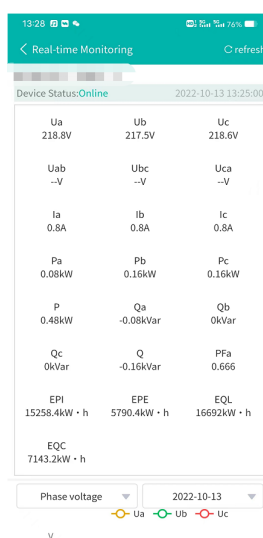 13:28 76%
Real-time Monitoring refresh
Device Status:Online 2022-10-13 13:25:00
Ua Ub Uc
218.8V 217.5V 218.6V
Uab Ubc Uca
--V --V --V
Ia Ib Ic
0.8A 0.8A 0.8A
Pa Pb Pc
0.08kW 0.16kW 0.16kW
P Qa Qb
0.48kW -0.08kVar 0kVar
Qc Q PFa
0kVar -0.16kVar 0.666
EPI EPE EQL
15258.4kW・h 5790.4kW・h 16692kW・h
EQC
7143.2kW・h
Phase voltage 2022-10-13
Ua Ub Uc
V